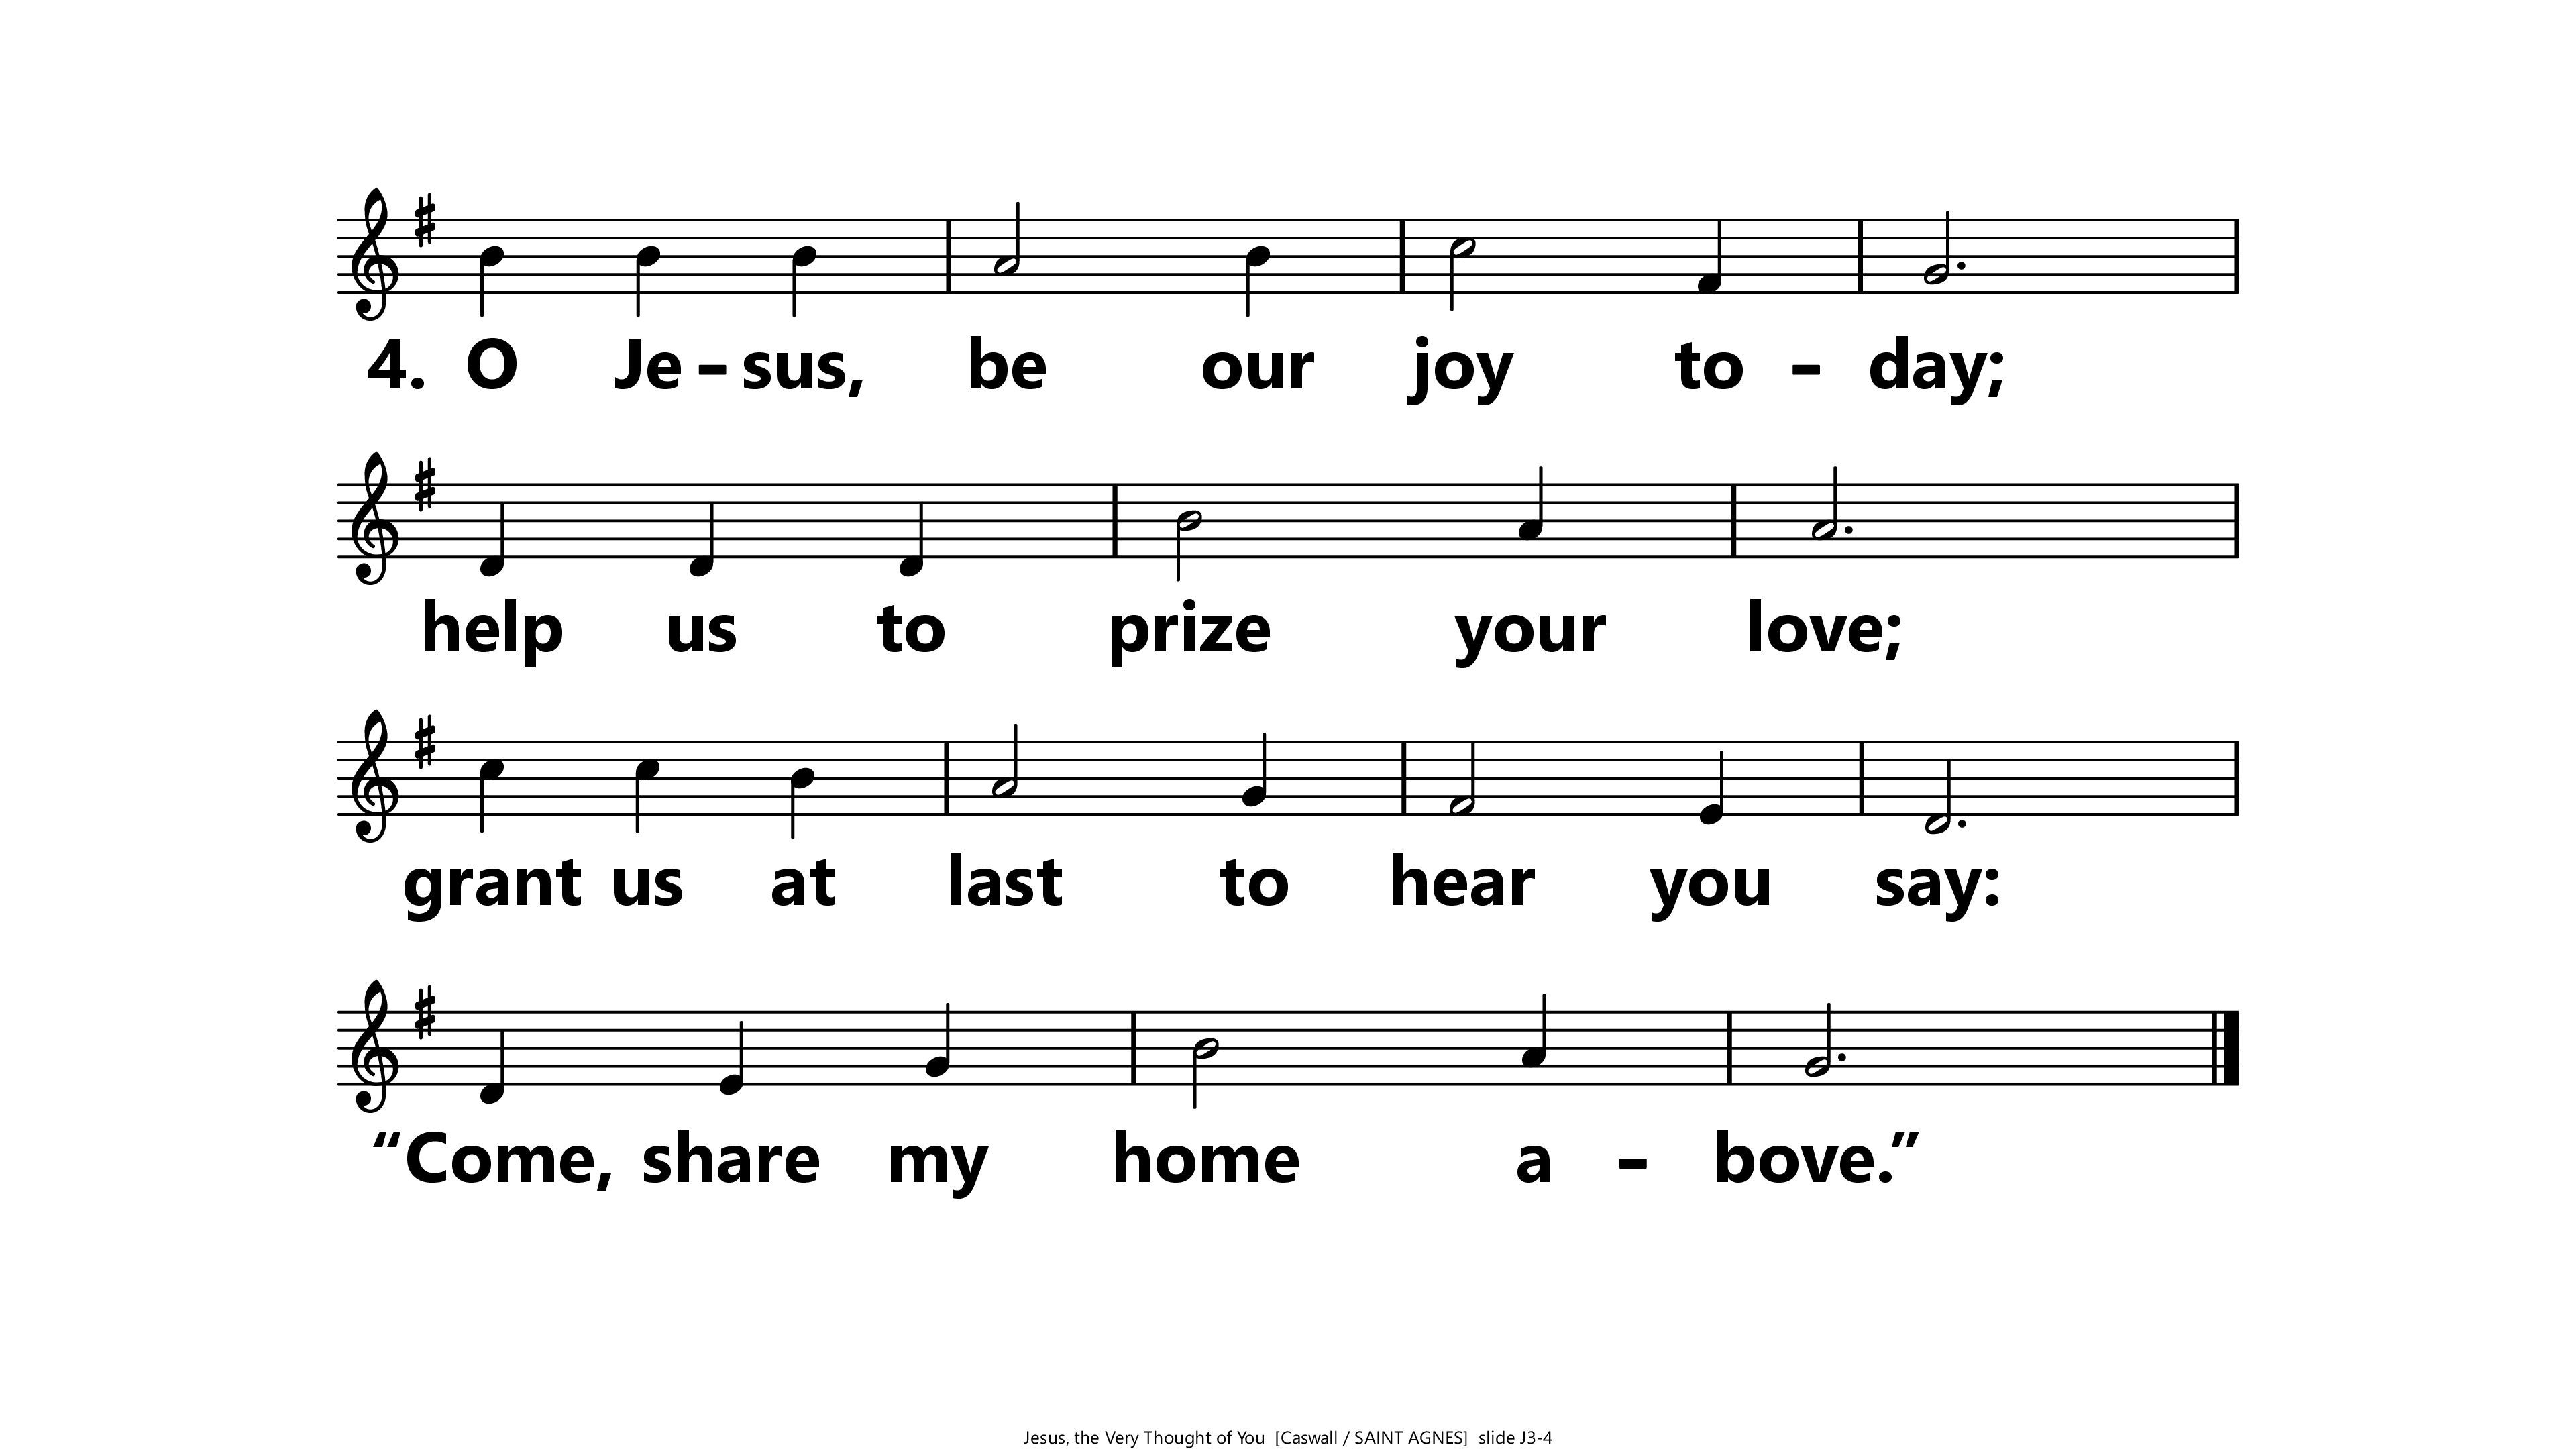 4. O Je - sus, be our joy to - day;
help us to prize your love;
grant us at last to hear you say:
“Come, share my home a - bove.”
Jesus, the Very Thought of You [Caswall / SAINT AGNES] slide J3-4